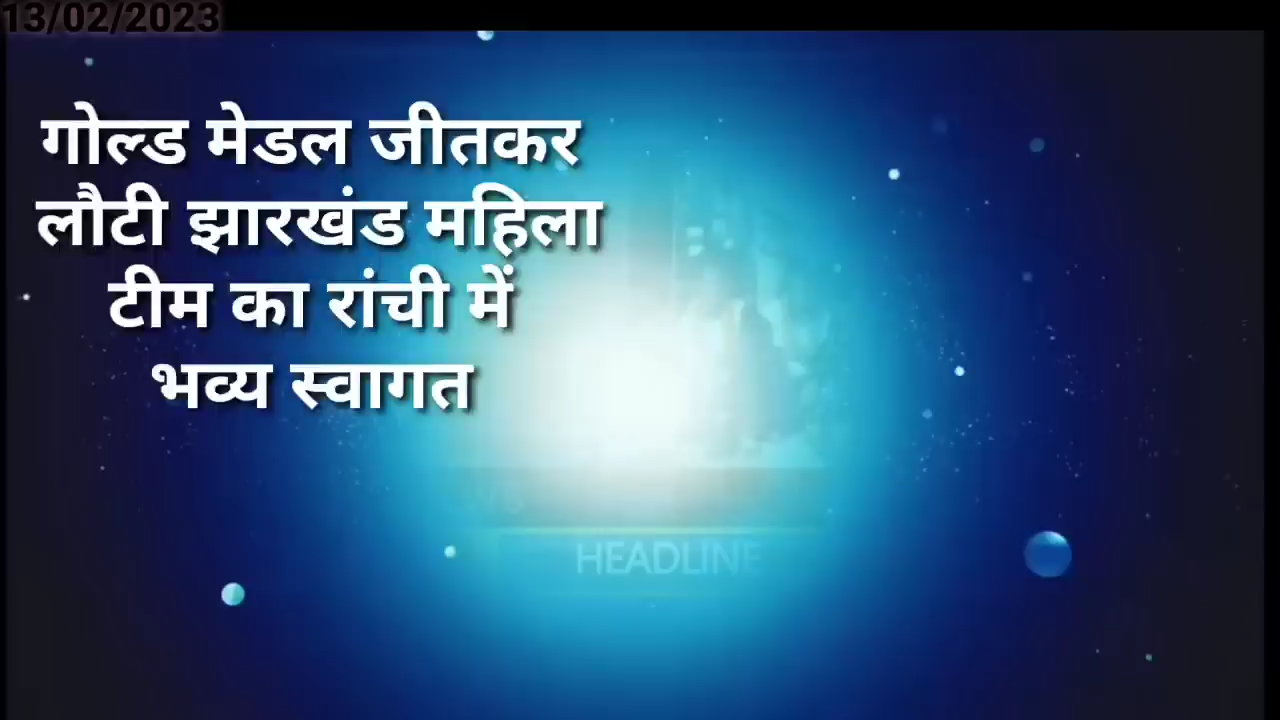 13/02/2023
गोल्ड मेडल जीतकर
लौटी झारखंड महिला
टीम का रांची में
भव्य स्वागत
HEADLINE